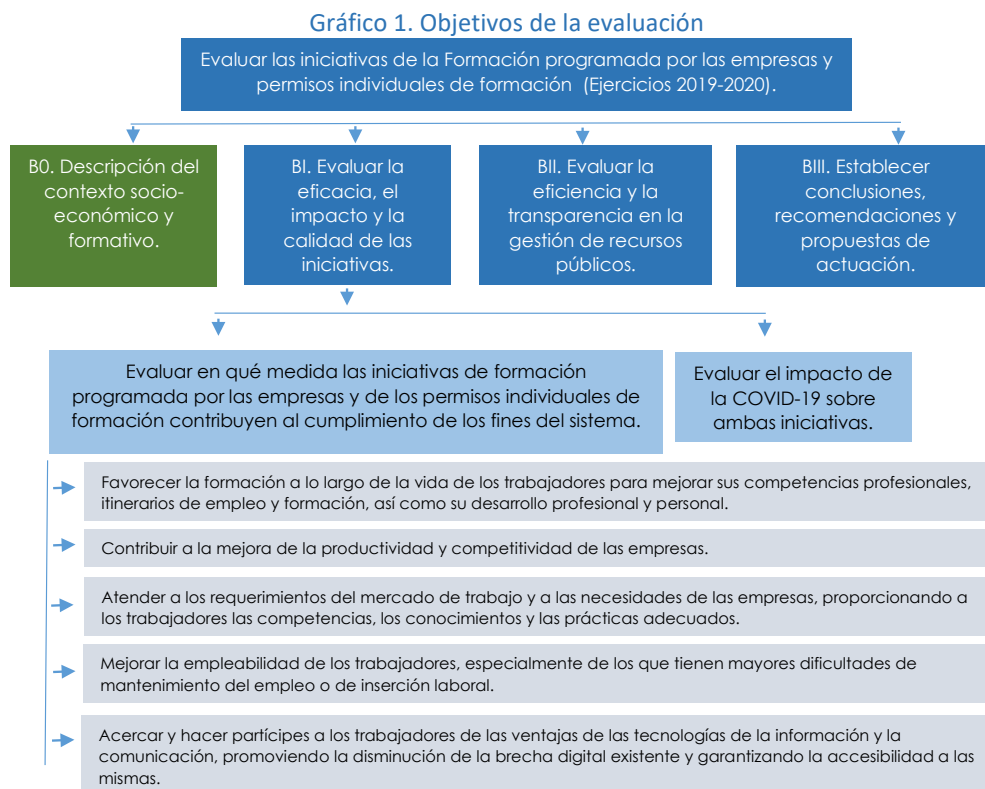 Gráfico 1. Objetivos de la evaluación
Evaluar las iniciativas de la Formación programada por las empresas y
permisos individuales de formación (Ejercicios 2019-2020).
B0. Descripción del
contexto socio-
económico y
formativo.
BI. Evaluar la
eficacia, el
impacto y la
calidad de las
iniciativas.
BII. Evaluar la
eficiencia y la
transparencia en la
gestión de recursos
públicos.
BIII. Establecer
conclusiones,
recomendaciones y
propuestas de
actuación.
Evaluar en qué medida las iniciativas de formación
programada por las empresas y de los permisos individuales de
formación contribuyen al cumplimiento de los fines del sistema.
Evaluar el impacto de
la COVID-19 sobre
ambas iniciativas.
Favorecer la formación a lo largo de la vida de los trabajadores para mejorar sus competencias profesionales,
itinerarios de empleo y formación, así como su desarrollo profesional y personal.
Contribuir a la mejora de la productividad y competitividad de las empresas.
Atender a los requerimientos del mercado de trabajo y a las necesidades de las empresas, proporcionando a
los trabajadores las competencias, los conocimientos y las prácticas adecuados.
Mejorar la empleabilidad de los trabajadores, especialmente de los que tienen mayores dificultades de
mantenimiento del empleo o de inserción laboral.
Acercar y hacer partícipes a los trabajadores de las ventajas de las tecnologías de la información y la
comunicación, promoviendo la disminución de la brecha digital existente y garantizando la accesibilidad a las
mismas.